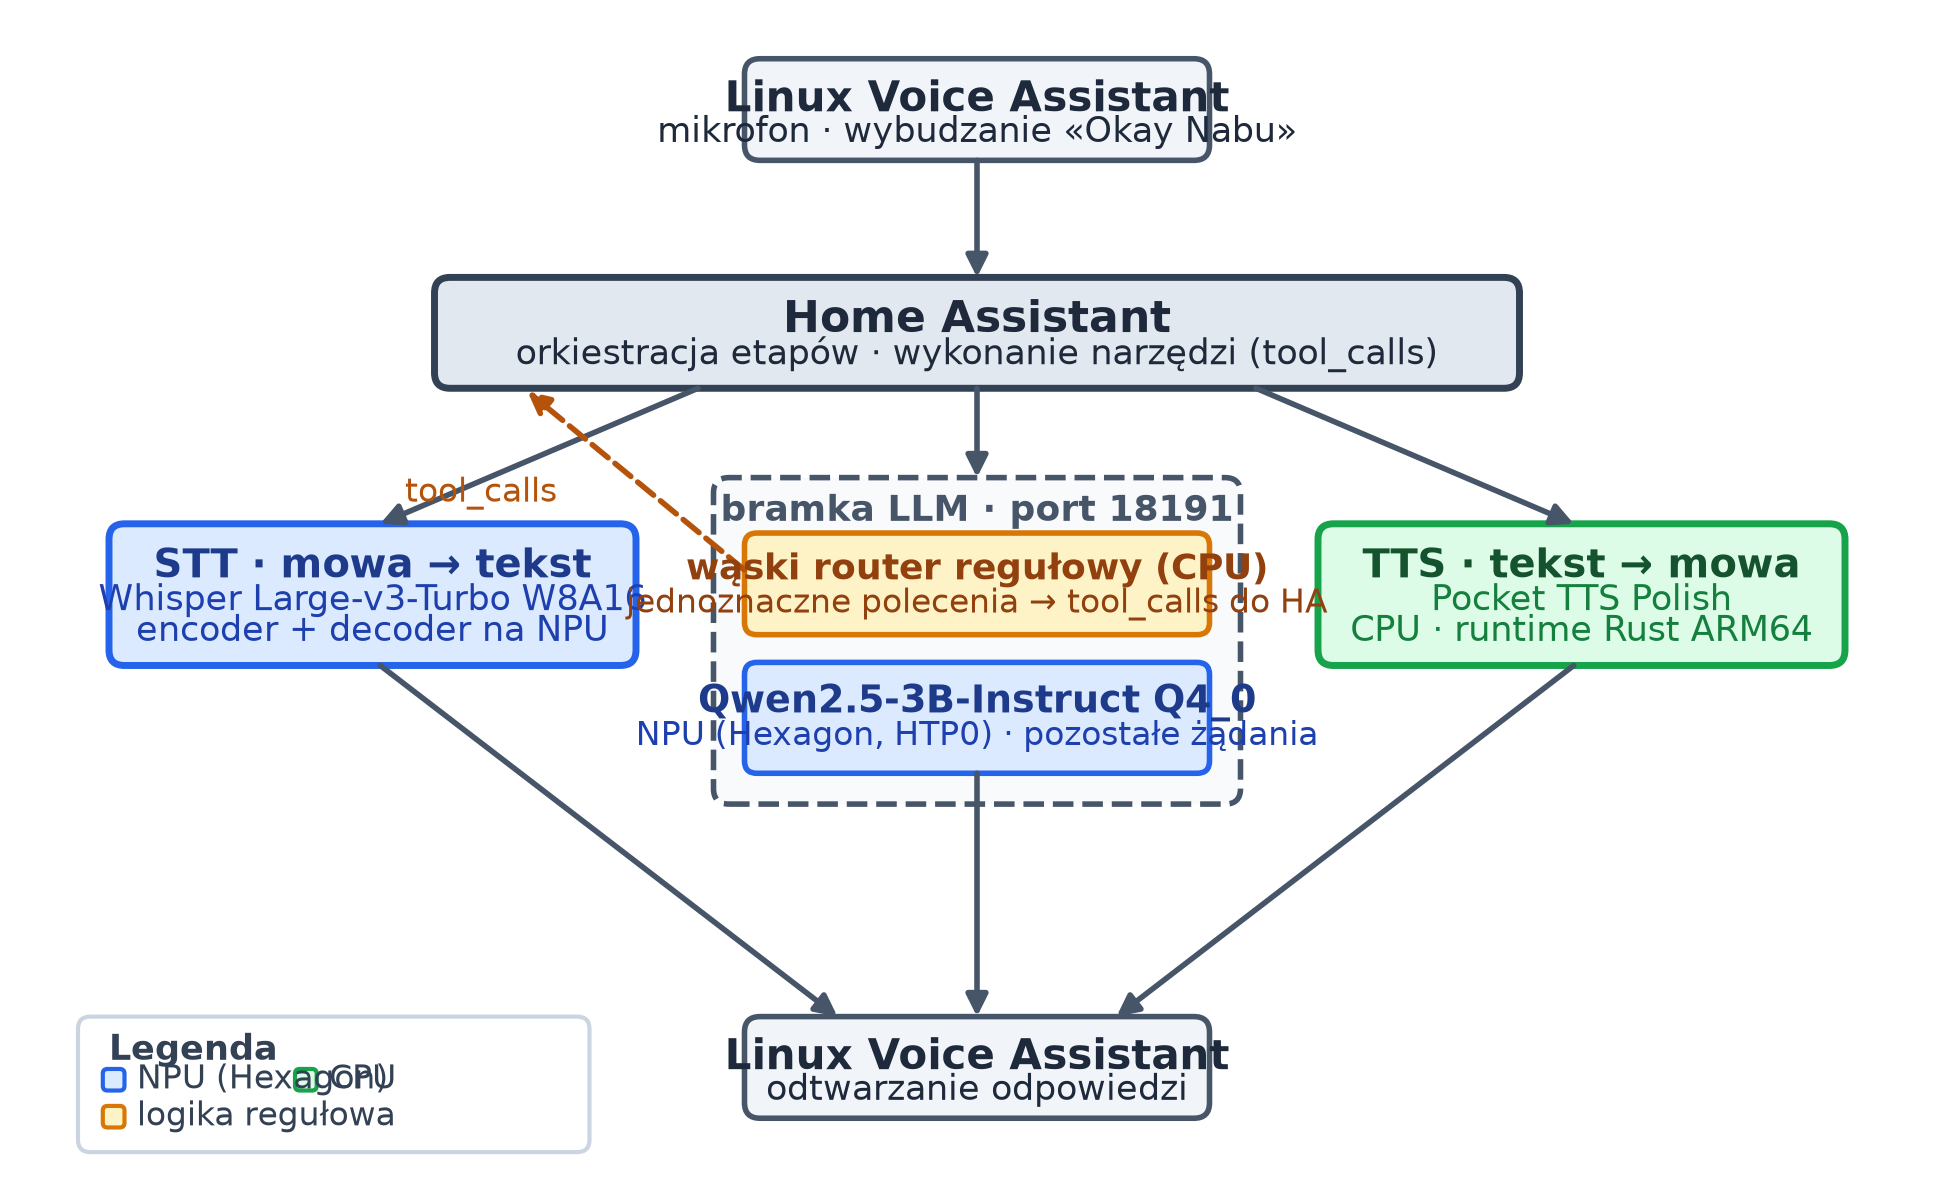 Linux Voice Assistant
mikrofon · wybudzanie «Okay Nabu»
Home Assistant
orkiestracja etapów · wykonanie narzędzi (tool_calls)
tool_calls
STT · mowa → tekst
Whisper Large-v3-Turbo W8A16
encoder + decoder na NPU
bramka LLM · port 18191
wąski router regułowy (CPU)
jednoznaczne polecenia → tool_calls do HA
Qwen2.5-3B-Instruct Q4_0
NPU (Hexagon, HTP0) · pozostałe żądania
TTS · tekst → mowa
Pocket TTS Polish
CPU · runtime Rust ARM64
Linux Voice Assistant
odtwarzanie odpowiedzi
Legenda
NPU (Hexagon)
CPU
logika regułowa